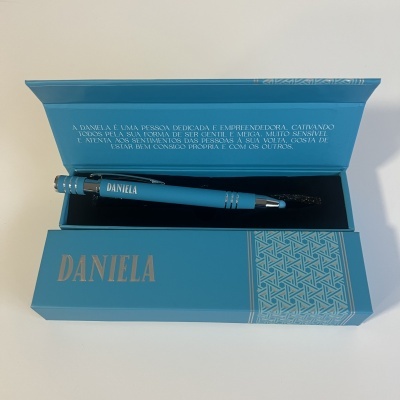 A DANIELA É UMA PESSOA DEDICADA E EMPREENDEDORA, CATIVANDO
TODOS PELA SUA FORMA DE SER GENTIL E MEIGA. MUITO SENSÍVEL
E ATENTA AOS SENTIMENTOS DAS PESSOAS À SUA VOLTA, GOSTA DE
ESTAR BEM CONSIGO PRÓPRIA E COM OS OUTROS.
DANIELA
DANIELA